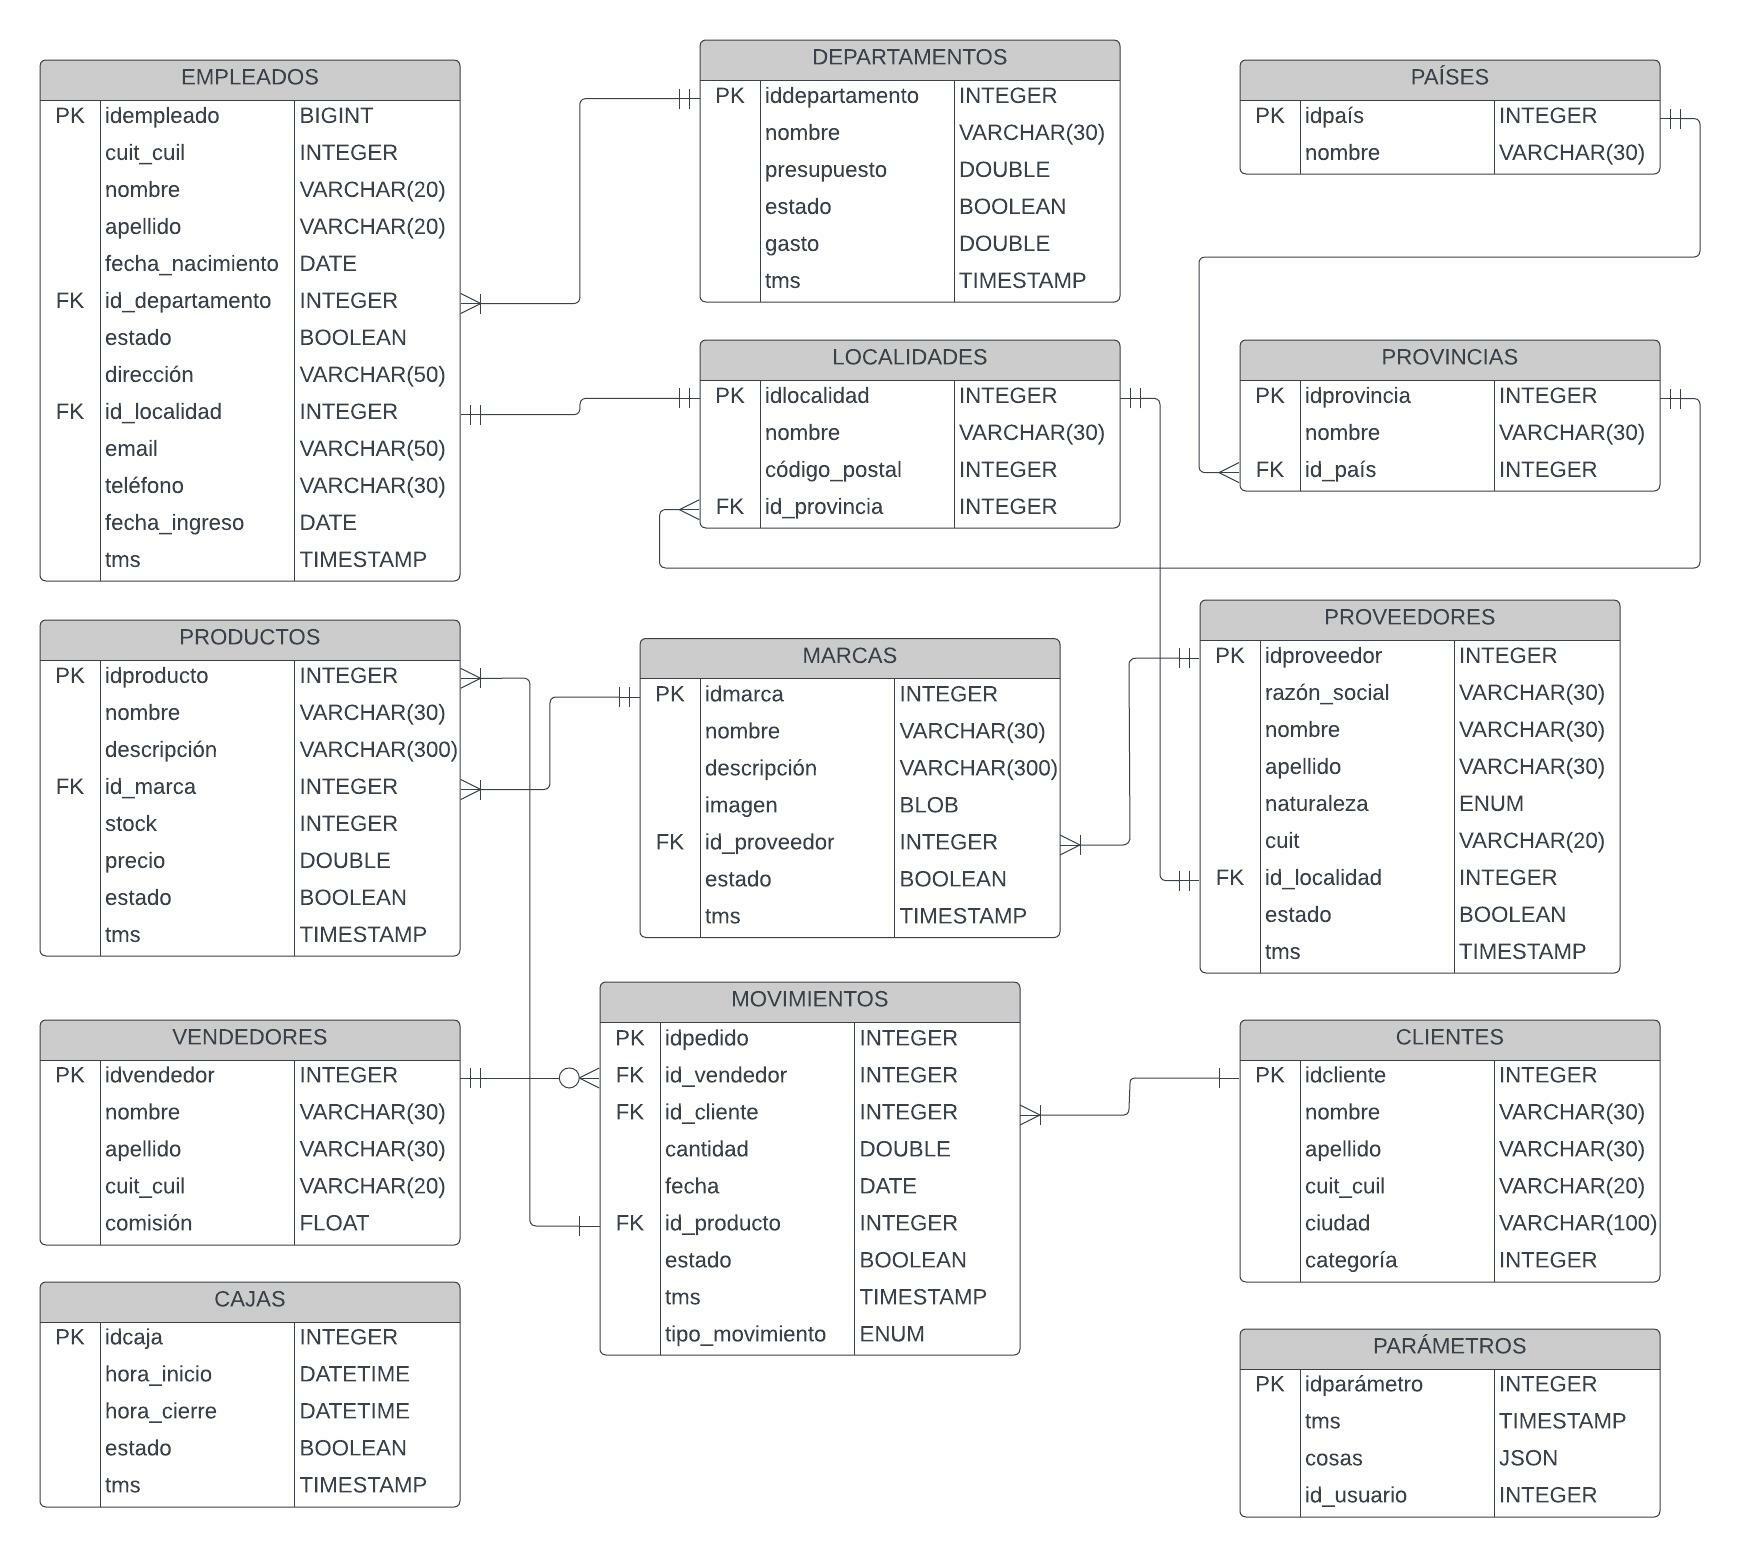 EMPLEADOS
PK idempleado BIGINT
cuit_cuil INTEGER
nombre VARCHAR(20)
apellido VARCHAR(20)
fecha_nacimiento DATE
FK id_departamento INTEGER
estado BOOLEAN
dirección VARCHAR(50)
FK id_localidad INTEGER
email VARCHAR(50)
teléfono VARCHAR(30)
fecha_ingreso DATE
tms TIMESTAMP
DEPARTAMENTOS
PK iddepartamento INTEGER
nombre VARCHAR(30)
presupuesto DOUBLE
estado BOOLEAN
gasto DOUBLE
tms TIMESTAMP
PAÍSES
PK idpaís INTEGER
nombre VARCHAR(30)
LOCALIDADES
PK idlocalidad INTEGER
nombre VARCHAR(30)
código_postal INTEGER
FK id_provincia INTEGER
PROVINCIAS
PK idprovincia INTEGER
nombre VARCHAR(30)
FK id_país INTEGER
PRODUCTOS
PK idproducto INTEGER
nombre VARCHAR(30)
descripción VARCHAR(300)
FK id_marca INTEGER
stock INTEGER
precio DOUBLE
estado BOOLEAN
tms TIMESTAMP
MARCAS
PK idmarca INTEGER
nombre VARCHAR(30)
descripción VARCHAR(300)
imagen BLOB
FK id_proveedor INTEGER
estado BOOLEAN
tms TIMESTAMP
PROVEEDORES
PK idproveedor INTEGER
razón_social VARCHAR(30)
nombre VARCHAR(30)
apellido VARCHAR(30)
naturaleza ENUM
cuit VARCHAR(20)
FK id_localidad INTEGER
estado BOOLEAN
tms TIMESTAMP
VENDEDORES
PK idvendedor INTEGER
nombre VARCHAR(30)
apellido VARCHAR(30)
cuit_cuil VARCHAR(20)
comisión FLOAT
MOVIMIENTOS
PK idpedido INTEGER
FK id_vendedor INTEGER
FK id_cliente INTEGER
cantidad DOUBLE
fecha DATE
FK id_producto INTEGER
estado BOOLEAN
tms TIMESTAMP
tipo_movimiento ENUM
CLIENTES
PK idcliente INTEGER
nombre VARCHAR(30)
apellido VARCHAR(30)
cuit_cuil VARCHAR(20)
ciudad VARCHAR(100)
categoría INTEGER
CAJAS
PK idcaja INTEGER
hora_inicio DATETIME
hora_cierre DATETIME
estado BOOLEAN
tms TIMESTAMP
PARÁMETROS
PK idparámetro INTEGER
tms TIMESTAMP
cosas JSON
id_usuario INTEGER